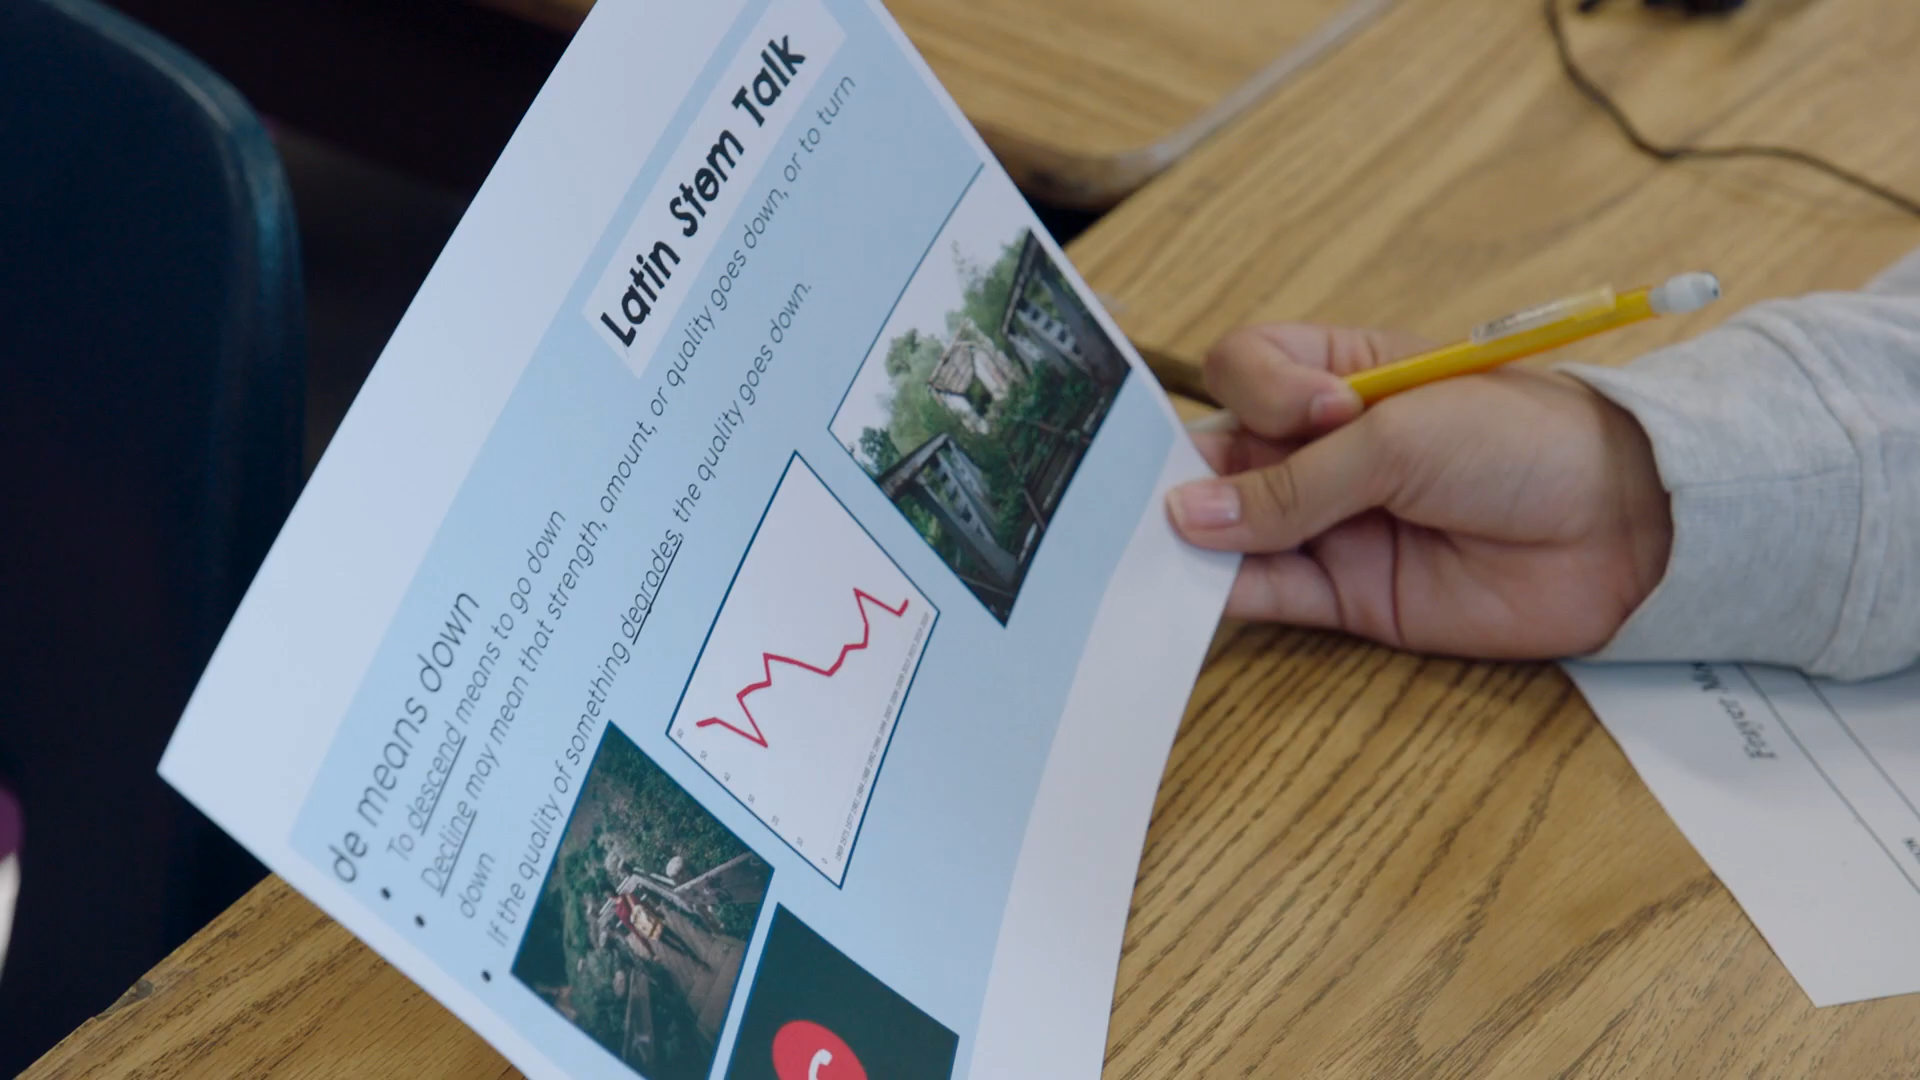 Latin Stem Talk
de means down
• To descend means to go down
• Decline may mean that strength, amount, or quality goes down, or to turn
down
• If the quality of something degrades, the quality goes down.
Frayer